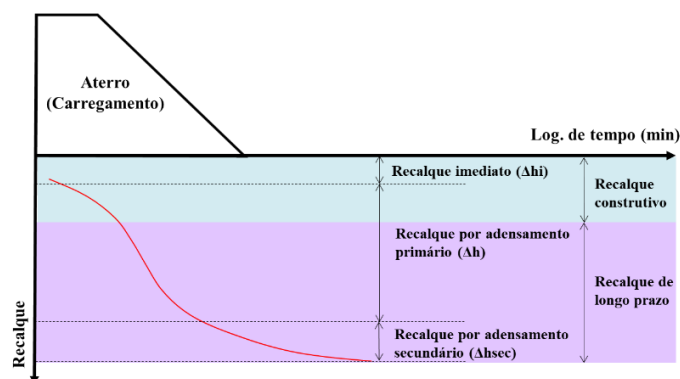 Aterro
(Carregamento)
Log. de tempo (min)
Recalque imediato (Δhi)
Recalque
construtivo
Recalque por adensamento
primário (Δh)
Recalque de
longo prazo
Recalque por adensamento
secundário (Δhsec)
Recalque